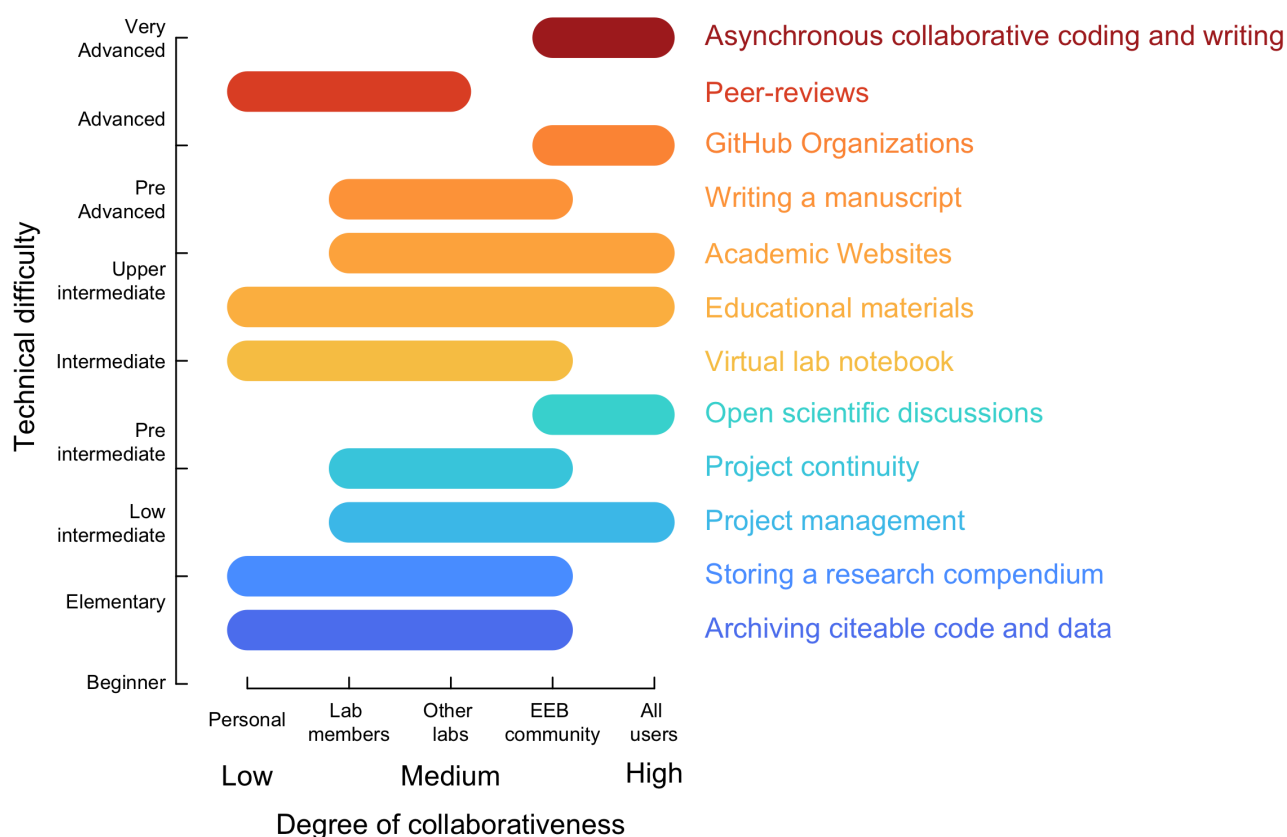 Very
Advanced
Asynchronous collaborative coding and writing
Peer-reviews
Advanced
GitHub Organizations
Pre
Advanced
Writing a manuscript
Academic Websites
Upper
intermediate
Educational materials
Technical difficulty
Intermediate
Virtual lab notebook
Open scientific discussions
Pre
intermediate
Project continuity
Low
intermediate
Project management
Storing a research compendium
Elementary
Archiving citeable code and data
Beginner
Personal
Lab
members
Other
labs
EEB
community
All
users
Low
Medium
High
Degree of collaborativeness